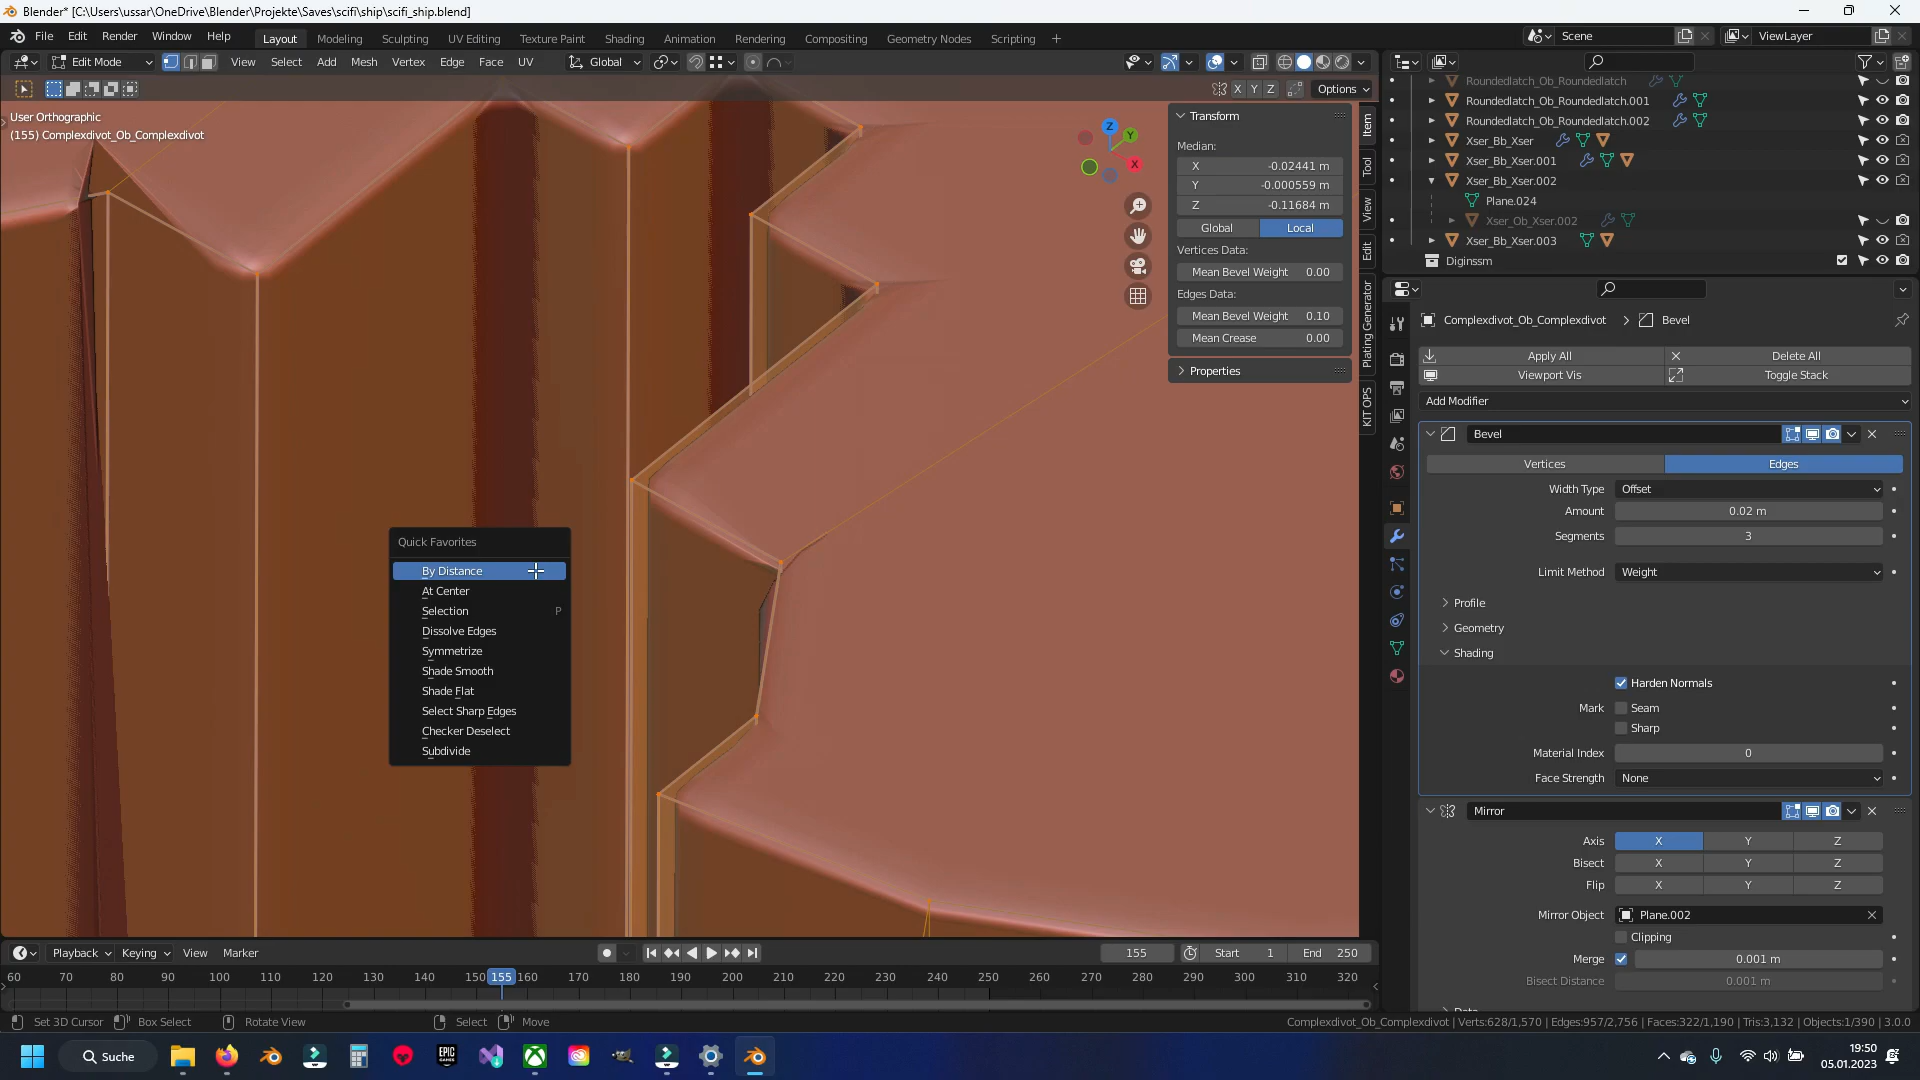 Blender* [C:\Users\ussar\OneDrive\Blender\Projekte\Saves\scifi\ship\scifi_ship.blend]
File Edit Render Window Help Layout Modeling Sculpting UV Editing Texture Paint Shading Animation Rendering Compositing Geometry Nodes Scripting + Scene ViewLayer
Edit Mode View Select Add Mesh Vertex Edge Face UV Global
X Y Z Options
User Orthographic
(155) Complexdivot_Ob_Complexdivot
Z
Y
X
Transform
Median:
X -0.02441 m
Y -0.000559 m
Z -0.11684 m
Global Local
Vertices Data:
Mean Bevel Weight 0.00
Edges Data:
Mean Bevel Weight 0.10
Mean Crease 0.00
Properties
Item
Tool
View
Edit
Plating Generator
KIT OPS
Quick Favorites
By Distance
At Center
Selection P
Dissolve Edges
Symmetrize
Shade Smooth
Shade Flat
Select Sharp Edges
Checker Deselect
Subdivide
Roundedlatch_Ob_Roundedlatch
Roundedlatch_Ob_Roundedlatch.001
Roundedlatch_Ob_Roundedlatch.002
Xser_Bb_Xser
Xser_Bb_Xser.001
Xser_Bb_Xser.002
Plane.024
Xser_Ob_Xser.002
Xser_Bb_Xser.003
Diginssm
Complexdivot_Ob_Complexdivot > Bevel
Apply All Delete All
Viewport Vis Toggle Stack
Add Modifier
Bevel
Vertices Edges
Width Type Offset
Amount 0.02 m
Segments 3
Limit Method Weight
Profile
Geometry
Shading
Harden Normals
Mark Seam
Sharp
Material Index 0
Face Strength None
Mirror
Axis X Y Z
Bisect X Y Z
Flip X Y Z
Mirror Object Plane.002
Clipping
Merge 0.001 m
Bisect Distance 0.001 m
Playback Keying View Marker 155 Start 1 End 250
60 70 80 90 100 110 120 130 140 150 155 160 170 180 190 200 210 220 230 240 250 260 270 280 290 300 310 320
Set 3D Cursor Box Select Rotate View Select Move Complexdivot_Ob_Complexdivot | Verts:628/1,570 | Edges:957/2,756 | Faces:322/1,190 | Tris:3,132 | Objects:1/390 | 3.0.0
Suche EPIC GAMES
19:50
05.01.2023